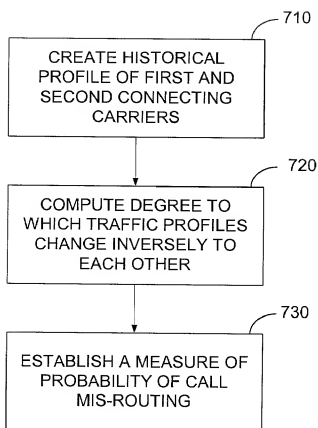 710
CREATE HISTORICAL
PROFILE OF FIRST AND
SECOND CONNECTING
CARRIERS
720
COMPUTE DEGREE TO
WHICH TRAFFIC PROFILES
CHANGE INVERSELY TO
EACH OTHER
730
ESTABLISH A MEASURE OF
PROBABILITY OF CALL
MIS-ROUTING